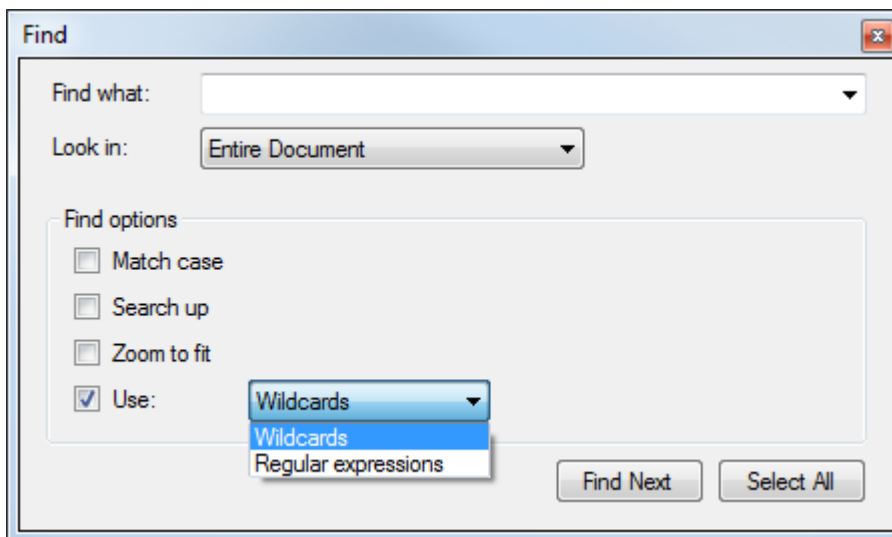 Find
Find what:
Look in: Entire Document
Find options
Match case
Search up
Zoom to fit
Use: Wildcards
Wildcards
Regular expressions
Find Next Select All